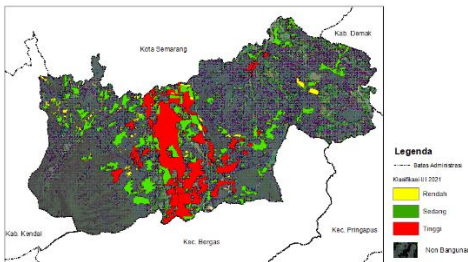 Kab. Demak
Kota Semarang
Legenda
Batas Administrasi
Klasifikasi UI 2021
Rendah
Sedang
Tinggi
Non Bangunan
Kec. Pringapus
Kab. Kendal
Kec. Bergas